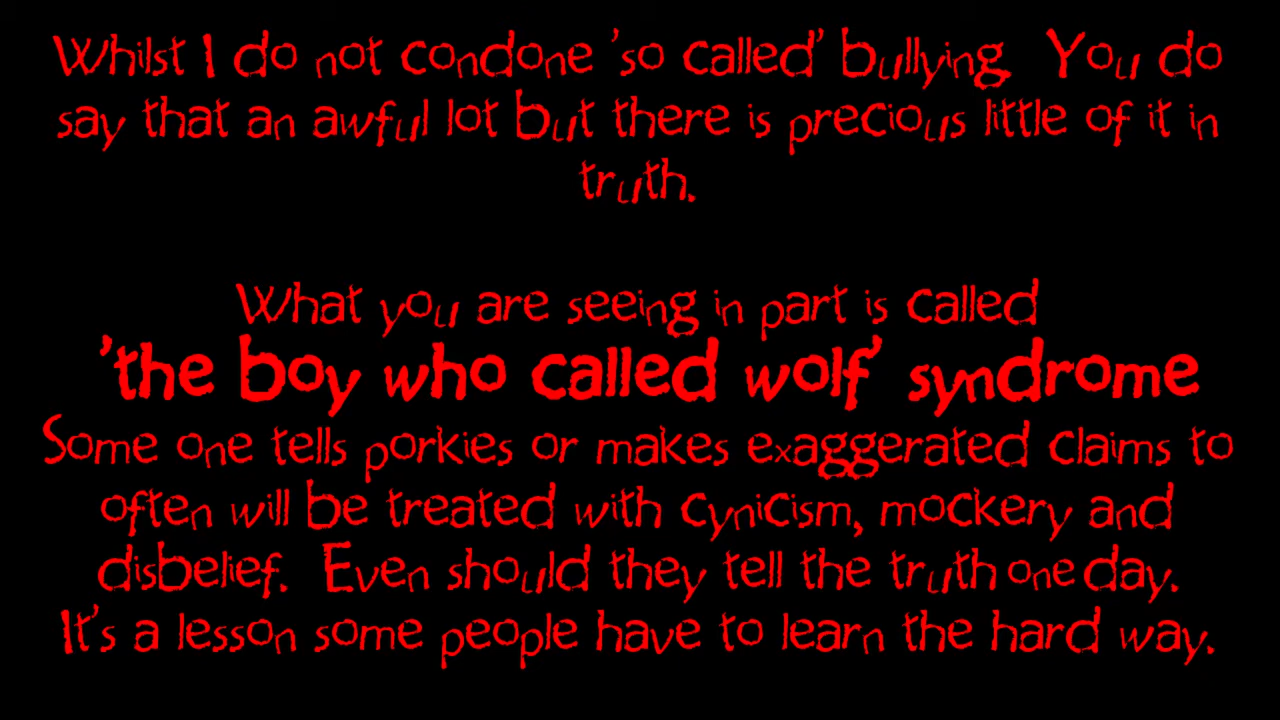 Whilst I do not condone 'so called' bullying.  You do
say that an awful lot but there is precious little of it in
truth.
What you are seeing in part is called
'the boy who called wolf' syndrome
Some one tells porkies or makes exaggerated claims to
often will be treated with cynicism, mockery and
disbelief.  Even should they tell the truth one day.
It's a lesson some people have to learn the hard way.